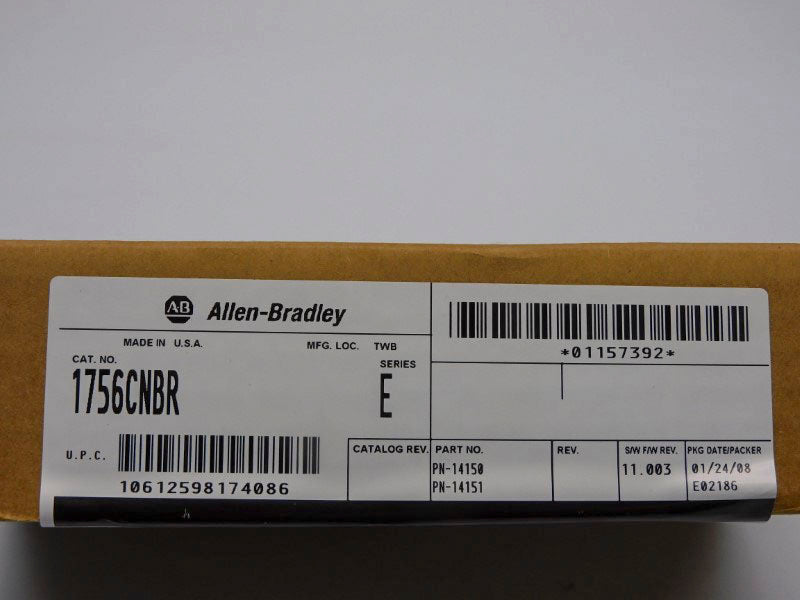 AB Allen-Bradley
MADE IN U.S.A. MFG. LOC. TWB
CAT. NO. SERIES
1756CNBR E
U.P.C.
10612598174086
*01157392*
CATALOG REV. PART NO. REV. S/W F/W REV. PKG DATE/PACKER
PN-14150 11.003 01/24/08
PN-14151 E02186